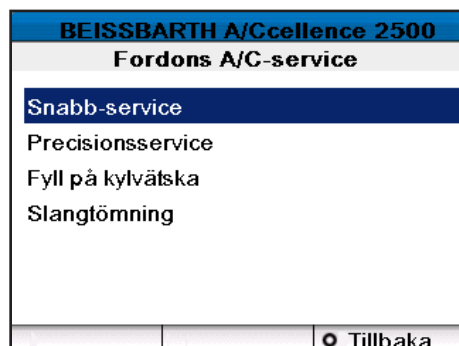 BEISSBARTH A/Ccellence 2500
Fordons A/C-service
Snabb-service
Precisionsservice
Fyll på kylvätska
Slangtömning
Tillbaka